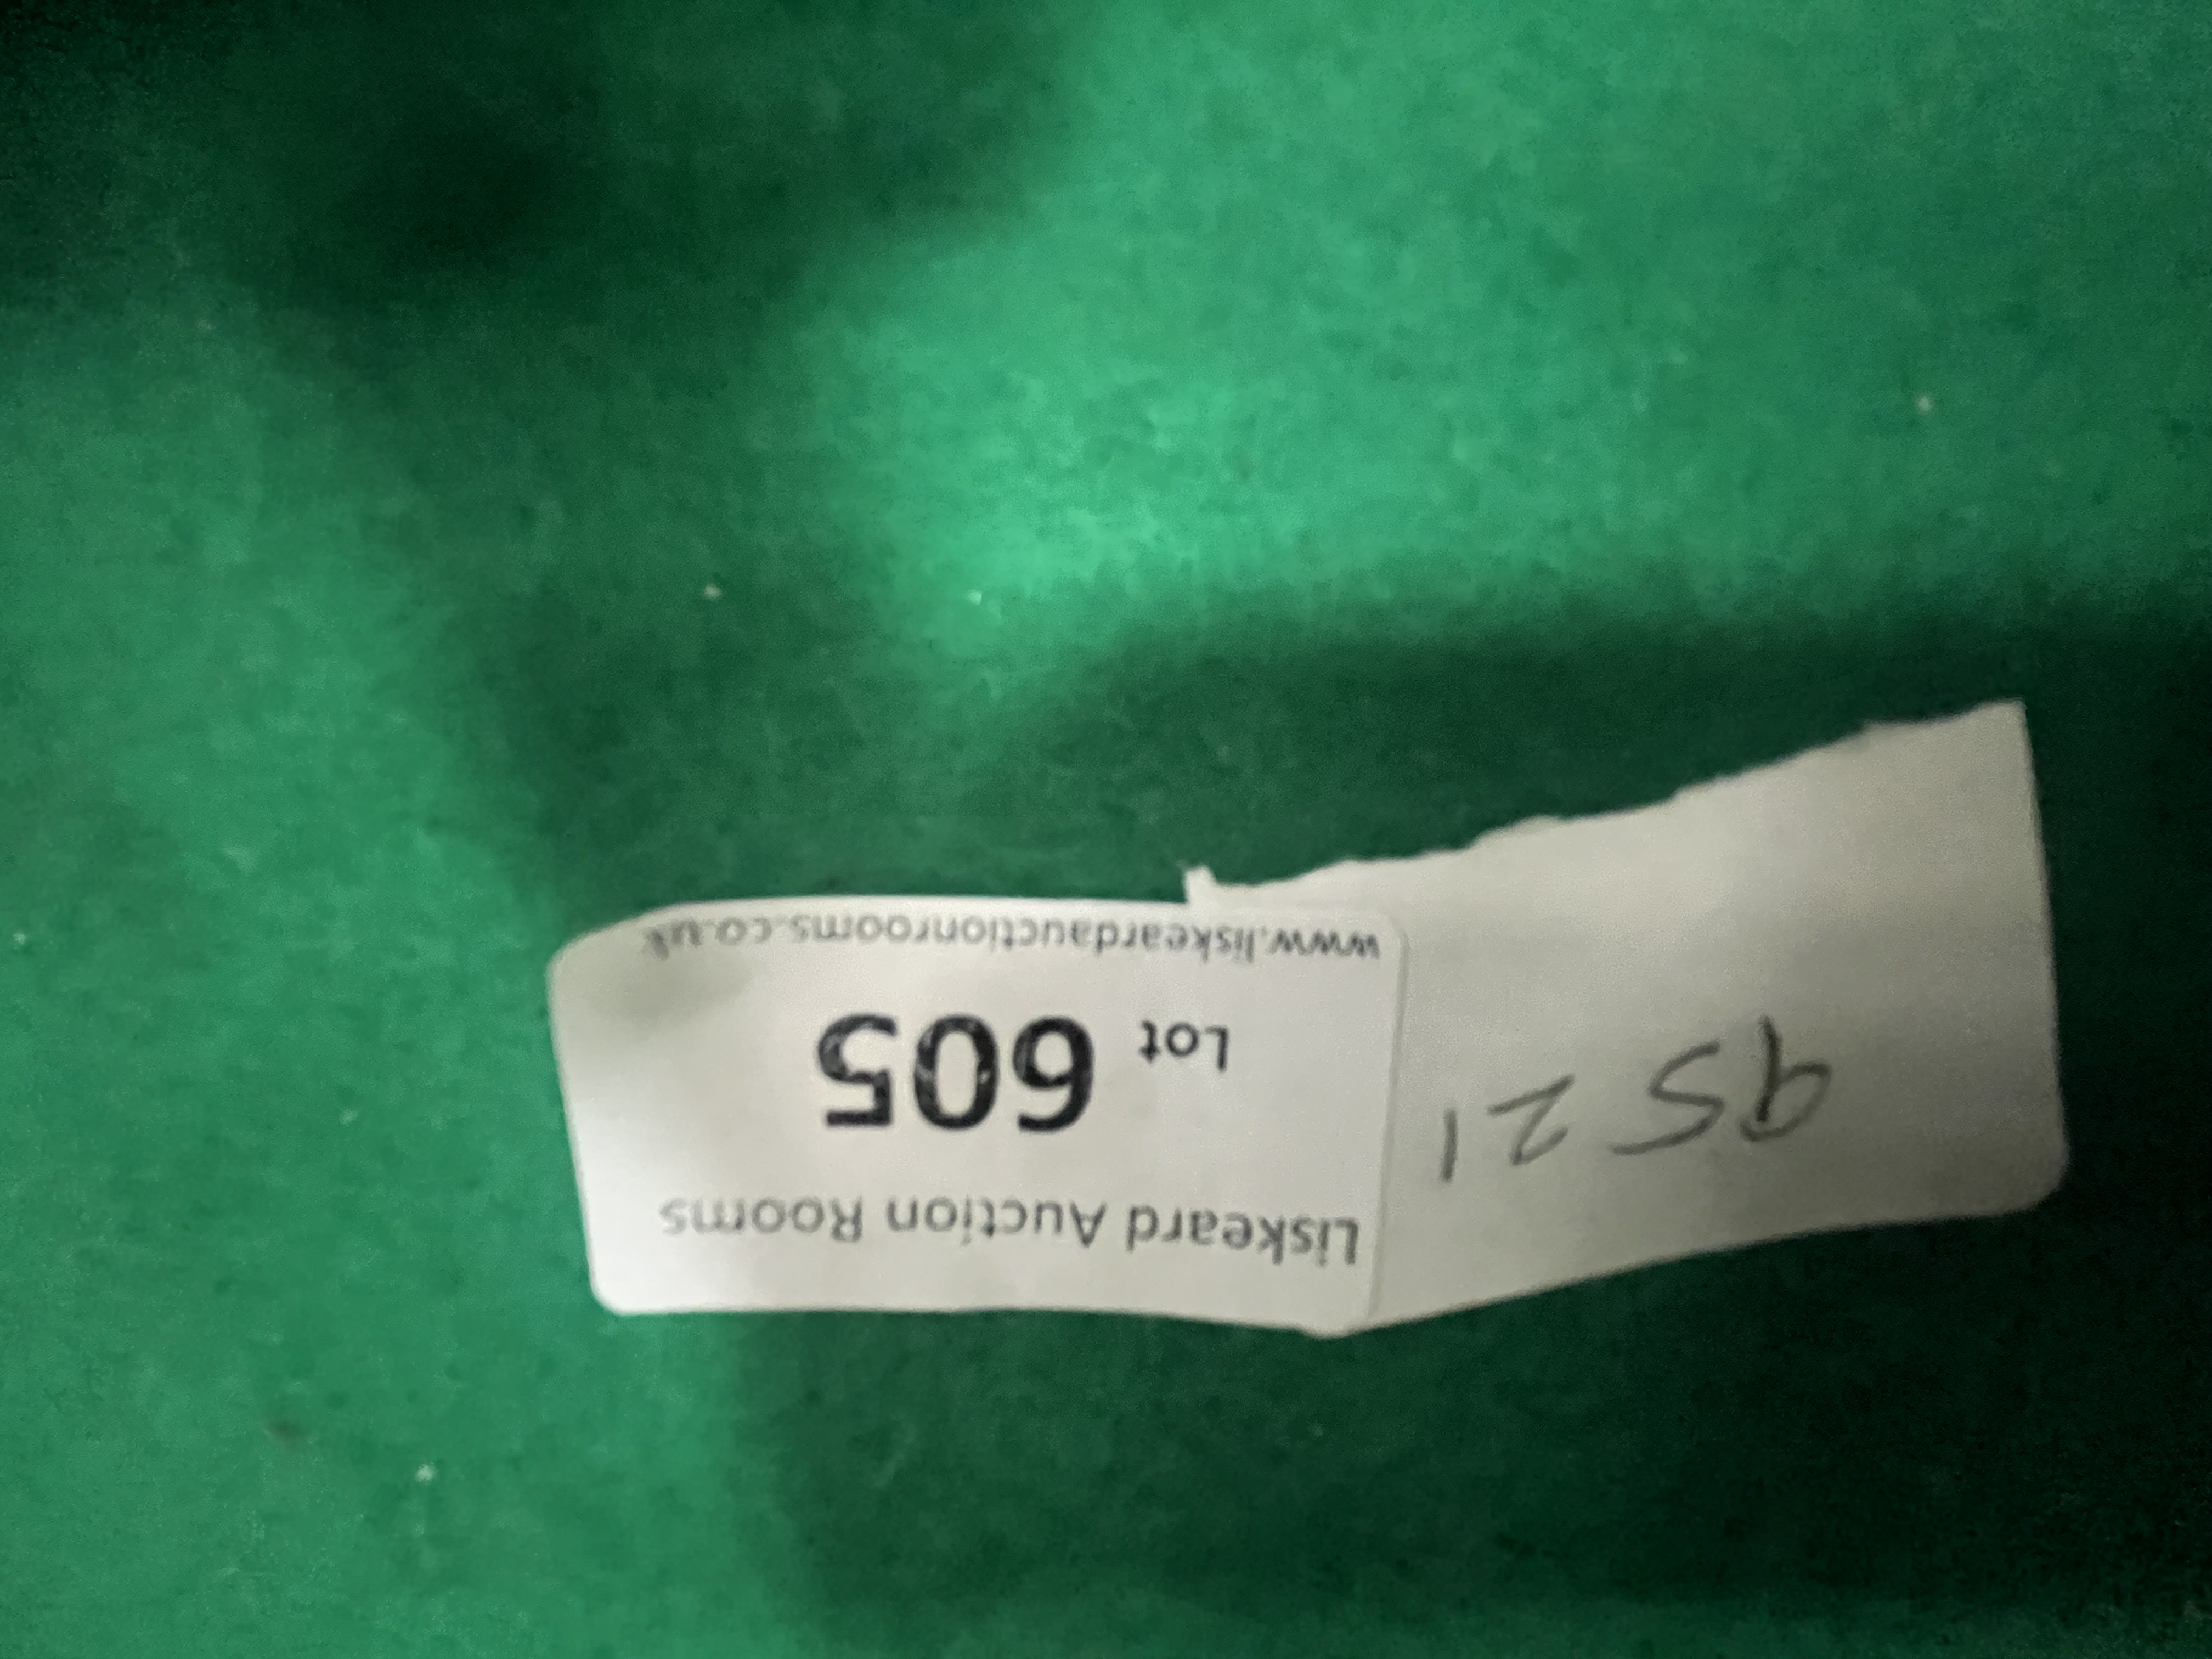 Liskeard Auction Rooms
Lot 605
www.liskeardauctionrooms.co.uk
9521